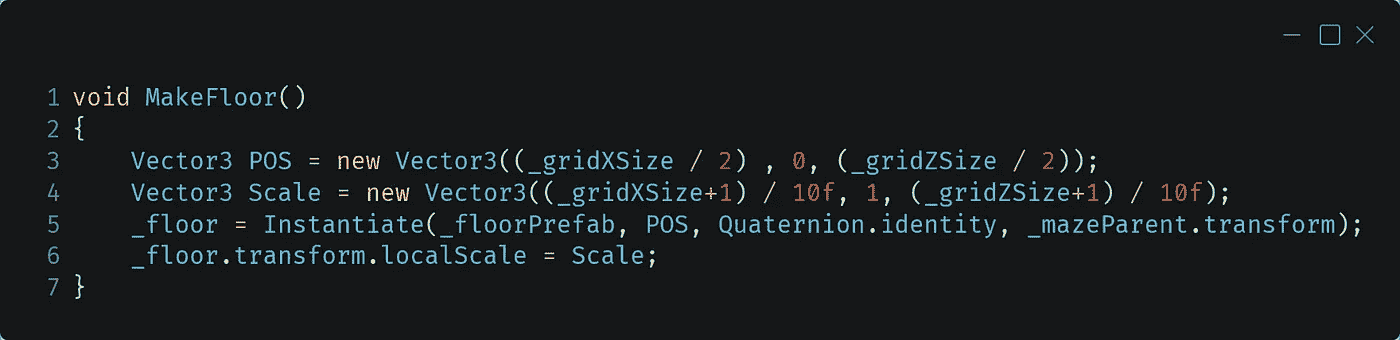 1 void MakeFloor()
2 {
3     Vector3 POS = new Vector3((_gridXSize / 2) , 0, (_gridZSize / 2));
4     Vector3 Scale = new Vector3((_gridXSize+1) / 10f, 1, (_gridZSize+1) / 10f);
5     _floor = Instantiate(_floorPrefab, POS, Quaternion.identity, _mazeParent.transform);
6     _floor.transform.localScale = Scale;
7 }